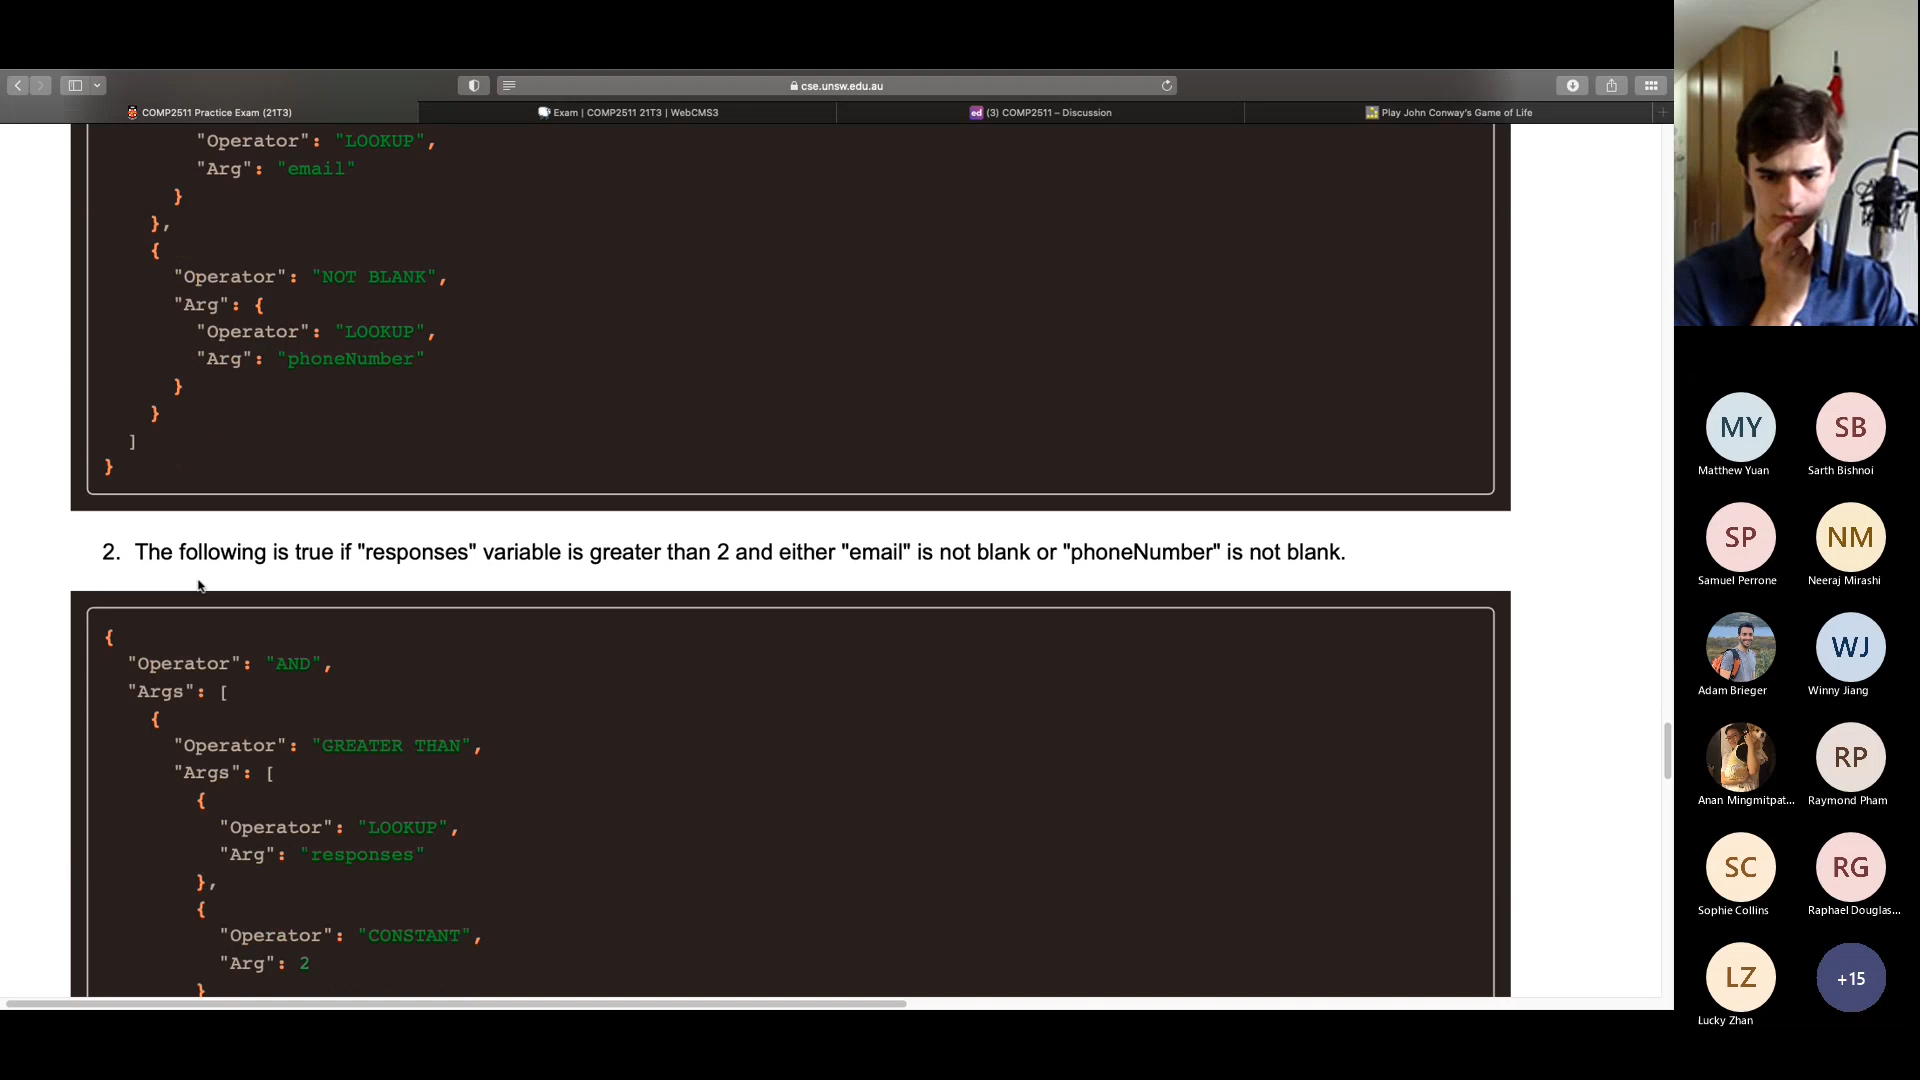 cse.unsw.edu.au
COMP2511 Practice Exam (21T3)
Exam | COMP2511 21T3 | WebCMS3
ed (3) COMP2511 – Discussion
Play John Conway's Game of Life
"Operator": "LOOKUP",
"Arg": "email"
}
},
{
"Operator": "NOT BLANK",
"Arg": {
"Operator": "LOOKUP",
"Arg": "phoneNumber"
}
}
]
}
2. The following is true if "responses" variable is greater than 2 and either "email" is not blank or "phoneNumber" is not blank.
{
"Operator": "AND",
"Args": [
{
"Operator": "GREATER THAN",
"Args": [
{
"Operator": "LOOKUP",
"Arg": "responses"
},
{
"Operator": "CONSTANT",
"Arg": 2
}
MY
Matthew Yuan
SB
Sarth Bishnoi
SP
Samuel Perrone
NM
Neeraj Mirashi
Adam Brieger
WJ
Winny Jiang
Anan Mingmitpat...
RP
Raymond Pham
SC
Sophie Collins
RG
Raphael Douglas...
LZ
Lucky Zhan
+15